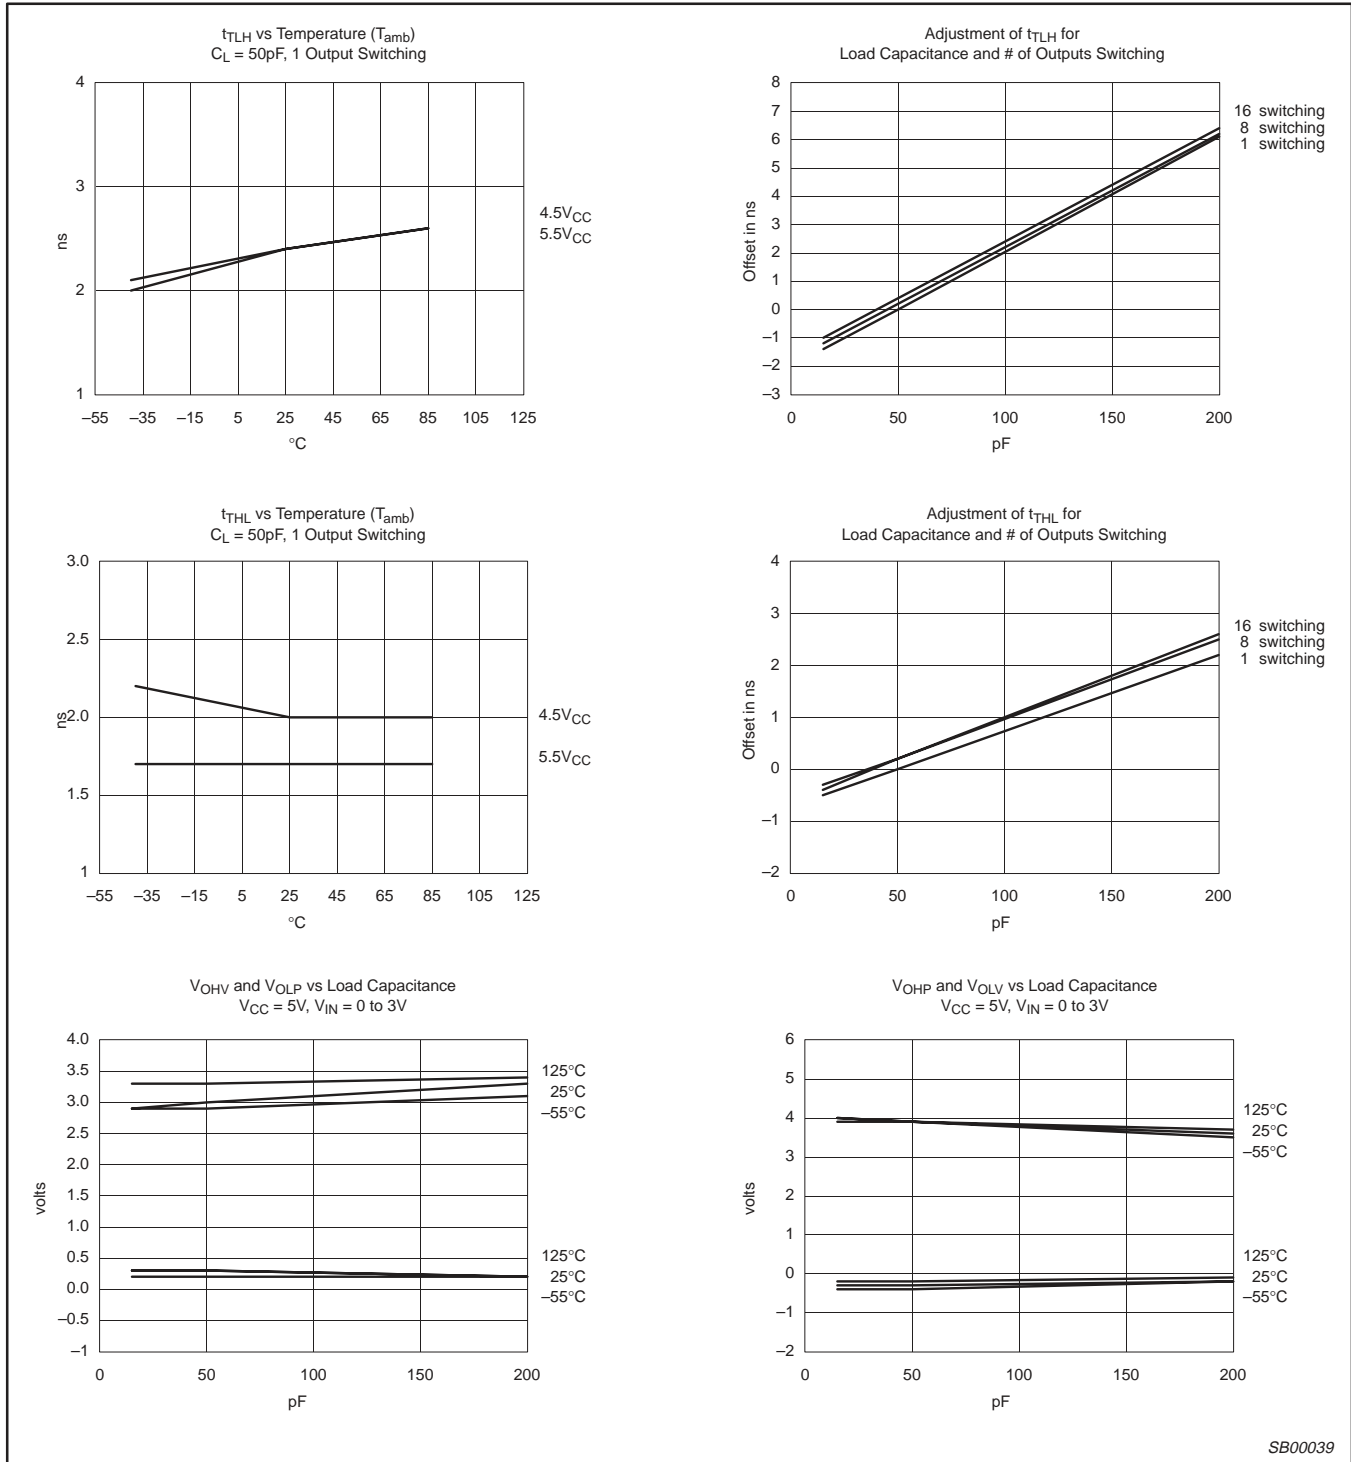 tTLH vs Temperature (Tamb)
CL = 50pF, 1 Output Switching
4
3
2
1
ns
–55 –35 –15 5 25 45 65 85 105 125
°C
4.5VCC
5.5VCC
Adjustment of tTLH for
Load Capacitance and # of Outputs Switching
8
7
6
5
4
3
2
1
0
–1
–2
–3
Offset in ns
0 50 100 150 200
pF
16 switching
8 switching
1 switching
tTHL vs Temperature (Tamb)
CL = 50pF, 1 Output Switching
3.0
2.5
2.0
1.5
1
ns
–55 –35 –15 5 25 45 65 85 105 125
°C
4.5VCC
5.5VCC
Adjustment of tTHL for
Load Capacitance and # of Outputs Switching
4
3
2
1
0
–1
–2
Offset in ns
0 50 100 150 200
pF
16 switching
8 switching
1 switching
VOHV and VOLP vs Load Capacitance
VCC = 5V, VIN = 0 to 3V
4.0
3.5
3.0
2.5
2.0
1.5
1.0
0.5
0.0
–0.5
–1
volts
0 50 100 150 200
pF
125°C
25°C
–55°C
125°C
25°C
–55°C
VOHP and VOLV vs Load Capacitance
VCC = 5V, VIN = 0 to 3V
6
5
4
3
2
1
0
–1
–2
volts
0 50 100 150 200
pF
125°C
25°C
–55°C
125°C
25°C
–55°C
SB00039